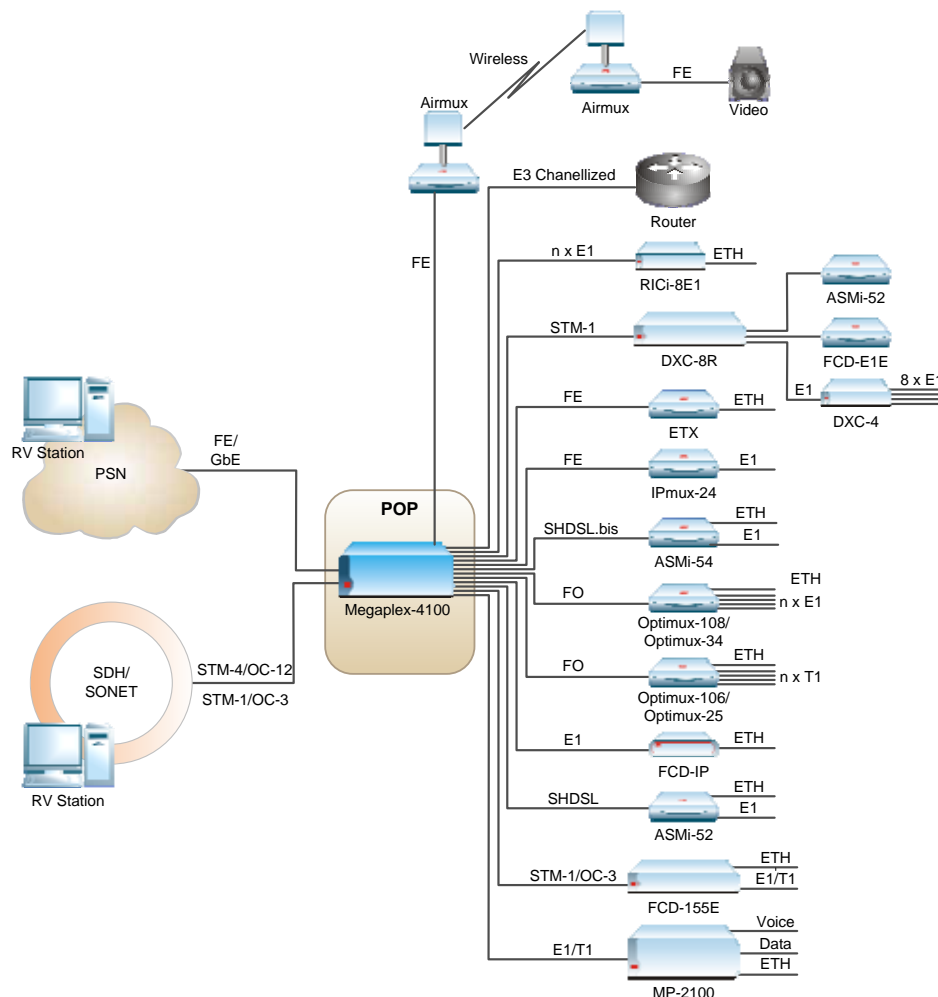 Wireless
FE
Airmux
Video
Airmux
E3 Chanellized
Router
FE
n x E1
ETH
RICi-8E1
ASMi-52
STM-1
DXC-8R
FCD-E1E
E1
8 x E1
DXC-4
RV Station
PSN
FE/
GbE
FE
ETH
ETX
FE
E1
IPmux-24
POP
Megaplex-4100
SHDSL.bis
ETH
E1
ASMi-54
FO
ETH
n x E1
Optimux-108/
Optimux-34
SDH/
SONET
STM-4/OC-12
STM-1/OC-3
RV Station
FO
ETH
n x T1
Optimux-106/
Optimux-25
E1
ETH
FCD-IP
SHDSL
ETH
E1
ASMi-52
STM-1/OC-3
ETH
E1/T1
FCD-155E
E1/T1
Voice
Data
ETH
MP-2100